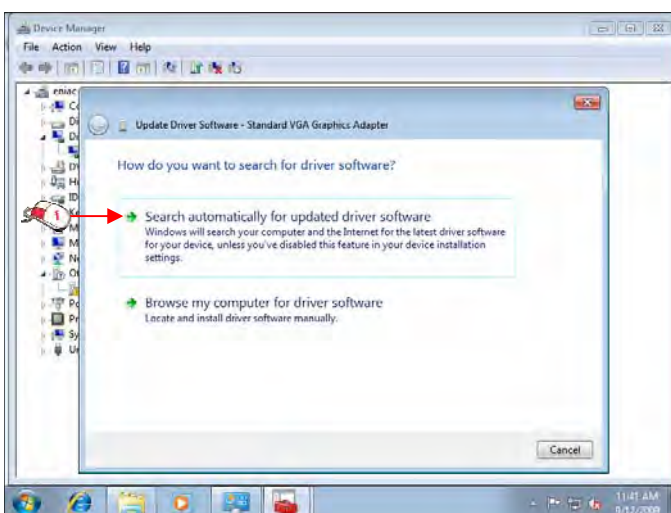 Device Manager
File Action View Help
eniac
Update Driver Software - Standard VGA Graphics Adapter
How do you want to search for driver software?
1
Search automatically for updated driver software
Windows will search your computer and the Internet for the latest driver software
for your device, unless you've disabled this feature in your device installation
settings.
Browse my computer for driver software
Locate and install driver software manually.
Cancel
11:41 AM